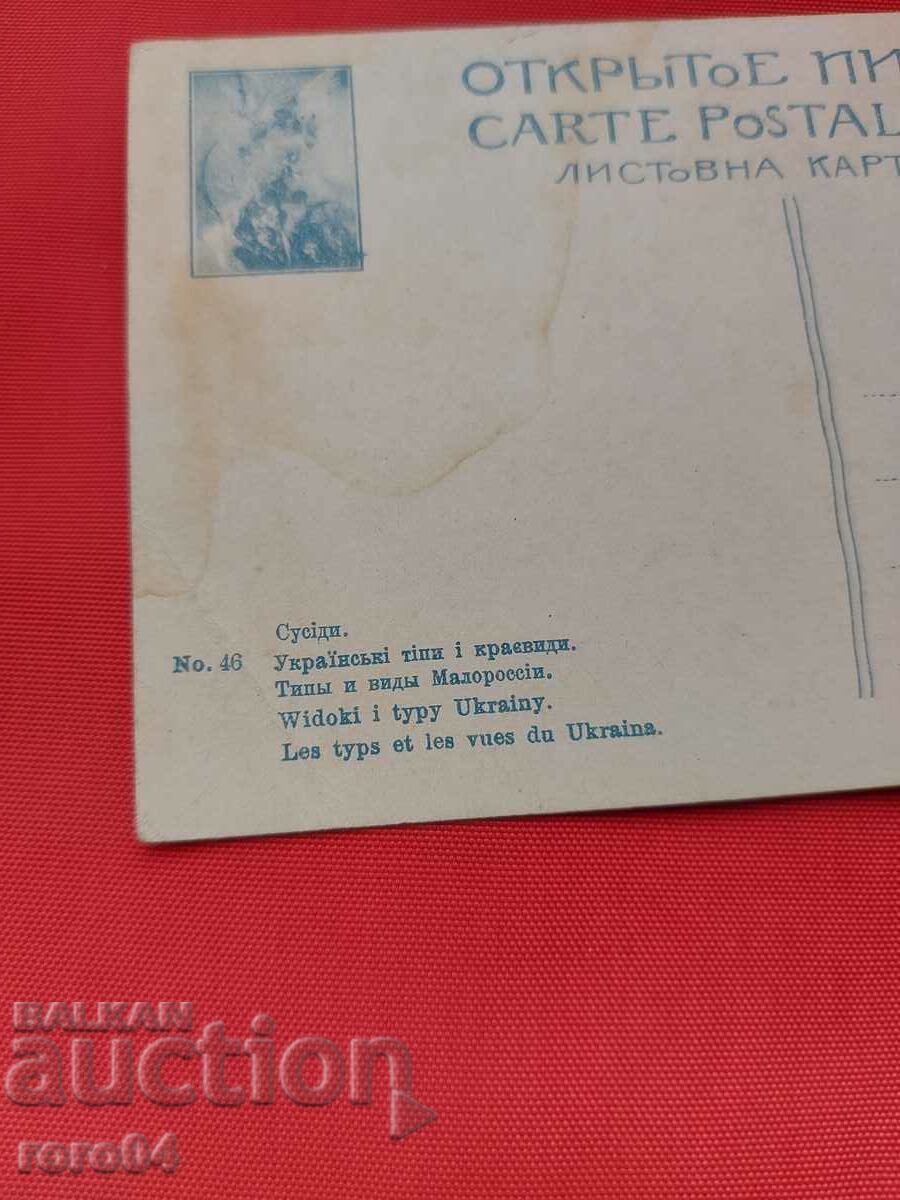 ОТКРЫТОЕ ПИ
CARTE POSTAL
ЛИСТОВНА КАРТ
Сусіди.
No. 46 Українські тіпи і краєвиди.
Типы и виды Малороссіи.
Widoki i typy Ukrainy.
Les typs et les vues du Ukraina.
BALKAN
auction
roro04